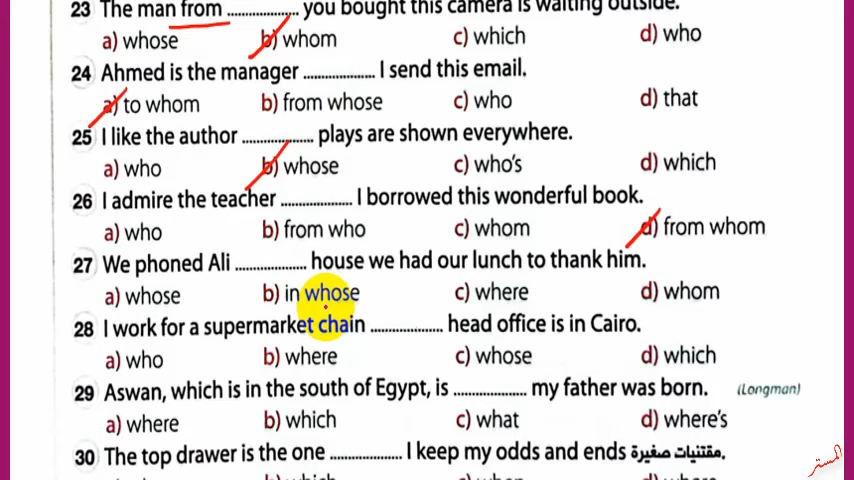 23 The man from .................. you bought this camera is waiting outside.
a) whose b) whom c) which d) who
24 Ahmed is the manager .................. I send this email.
a) to whom b) from whose c) who d) that
25 I like the author .................. plays are shown everywhere.
a) who b) whose c) who's d) which
26 I admire the teacher .................. I borrowed this wonderful book.
a) who b) from who c) whom d) from whom
27 We phoned Ali .................. house we had our lunch to thank him.
a) whose b) in whose c) where d) whom
28 I work for a supermarket chain .................. head office is in Cairo.
a) who b) where c) whose d) which
29 Aswan, which is in the south of Egypt, is .................. my father was born. (Longman)
a) where b) which c) what d) where's
30 The top drawer is the one .................. I keep my odds and ends مقتنيات صغيرة.
المستر